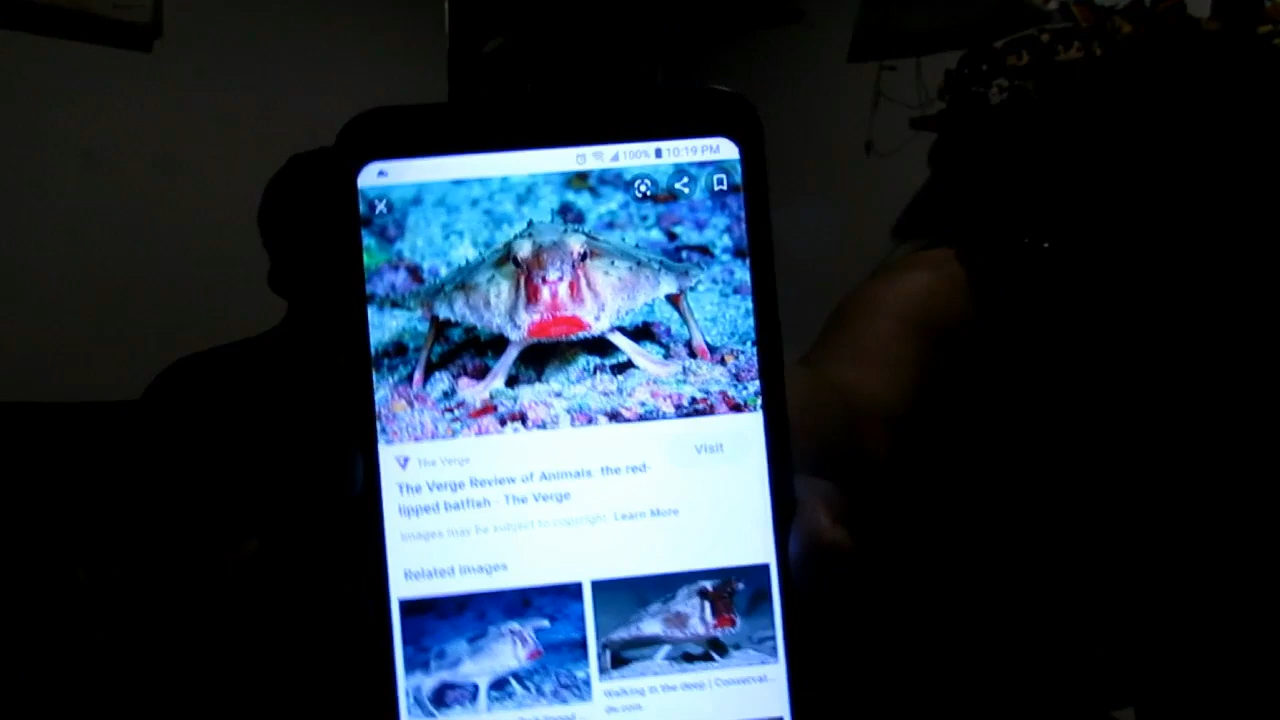 100% 10:19 PM
The Verge
Visit
The Verge Review of Animals: the red-
lipped batfish - The Verge
Images may be subject to copyright. Learn More
Related images
Walking in the deep | Conservat...